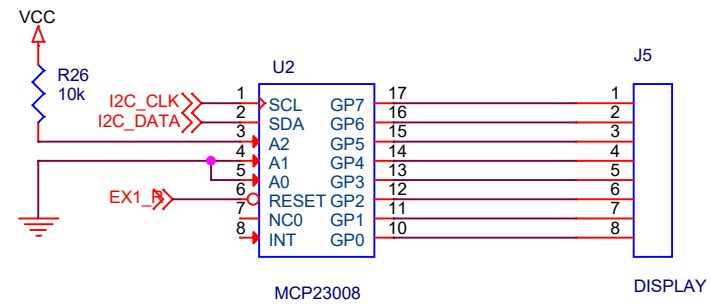 VCC
R26
10k
U2
J5
I2C_CLK
I2C_DATA
EX1_R
1 SCL GP7 17 1
2 SDA GP6 16 2
3 A2 GP5 15 3
4 A1 GP4 14 4
5 A0 GP3 13 5
6 RESET GP2 12 6
7 NC0 GP1 11 7
8 INT GP0 10 8
MCP23008
DISPLAY